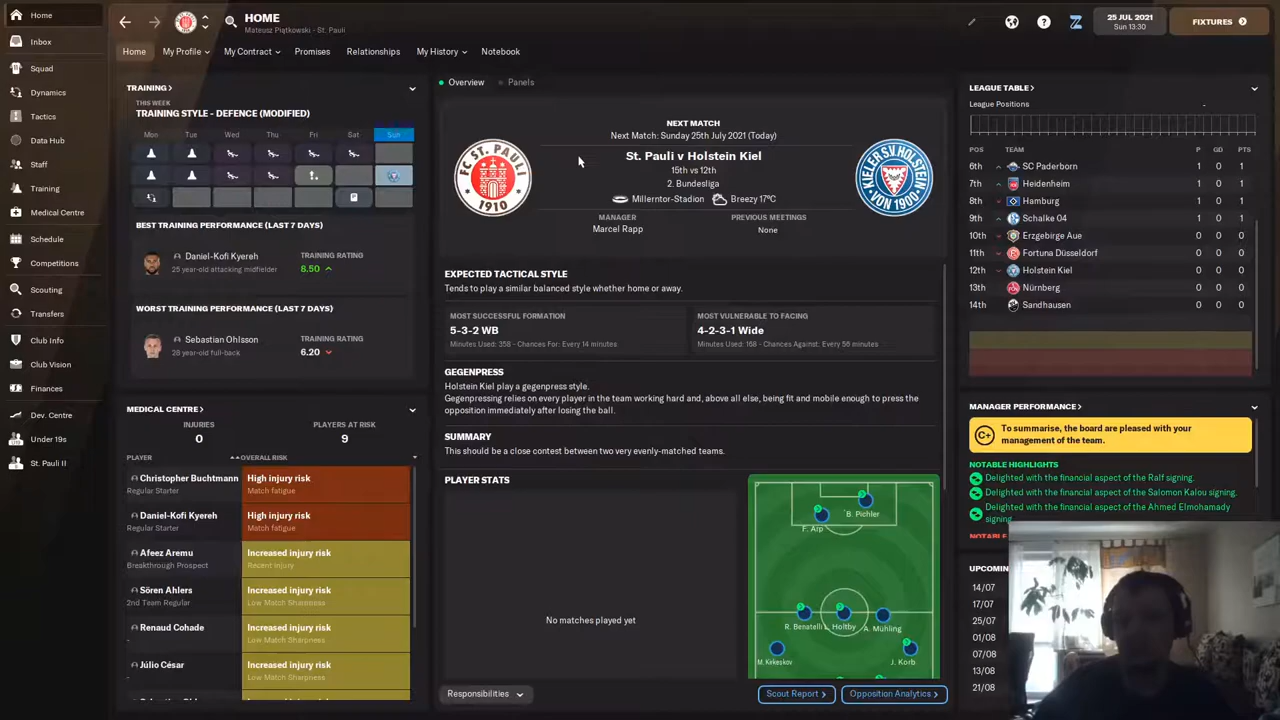 Home
HOME
Mateusz Piątkowski - St. Pauli
25 JUL 2021
Sun 13:30
FIXTURES
Inbox
Squad
Dynamics
Tactics
Data Hub
Staff
Training
Medical Centre
Schedule
Competitions
Scouting
Transfers
Club Info
Club Vision
Finances
Dev. Centre
Under 19s
St. Pauli II
Home
My Profile
My Contract
Promises
Relationships
My History
Notebook
TRAINING
THIS WEEK
TRAINING STYLE - DEFENCE (MODIFIED)
Mon Tue Wed Thu Fri Sat Sun
BEST TRAINING PERFORMANCE (LAST 7 DAYS)
Daniel-Kofi Kyereh
25 year-old attacking midfielder
TRAINING RATING
8.50
WORST TRAINING PERFORMANCE (LAST 7 DAYS)
Sebastian Ohlsson
28 year-old full-back
TRAINING RATING
6.20
MEDICAL CENTRE
INJURIES
0
PLAYERS AT RISK
9
PLAYER OVERALL RISK
Christopher Buchtmann
Regular Starter
High injury risk
Match fatigue
Daniel-Kofi Kyereh
Regular Starter
High injury risk
Match fatigue
Afeez Aremu
Breakthrough Prospect
Increased injury risk
Recent injury
Sören Ahlers
2nd Team Regular
Increased injury risk
Low Match Sharpness
Renaud Cohade
-
Increased injury risk
Low Match Sharpness
Júlio César
-
Increased injury risk
Low Match Sharpness
Overview
Panels
NEXT MATCH
Next Match: Sunday 25th July 2021 (Today)
FC ST. PAULI
1910
St. Pauli v Holstein Kiel
15th vs 12th
2. Bundesliga
Millerntor-Stadion
Breezy 17°C
MANAGER
Marcel Rapp
PREVIOUS MEETINGS
None
KIELER SV HOLSTEIN
1900
EXPECTED TACTICAL STYLE
Tends to play a similar balanced style whether home or away.
MOST SUCCESSFUL FORMATION
5-3-2 WB
Minutes Used: 358 - Chances For: Every 14 minutes
MOST VULNERABLE TO FACING
4-2-3-1 Wide
Minutes Used: 168 - Chances Against: Every 56 minutes
GEGENPRESS
Holstein Kiel play a gegenpress style.
Gegenpressing relies on every player in the team working hard and, above all else, being fit and mobile enough to press the
opposition immediately after losing the ball.
SUMMARY
This should be a close contest between two very evenly-matched teams.
PLAYER STATS
No matches played yet
B. Pichler
F. Arp
R. Benatelli
L. Holtby
A. Mühling
M. Kirkeskov
J. Korb
Responsibilities
Scout Report
Opposition Analytics
LEAGUE TABLE
League Positions
-
POS TEAM P GD PTS
6th SC Paderborn 1 0 1
7th Heidenheim 1 0 1
8th Hamburg 1 0 1
9th Schalke 04 1 0 1
10th Erzgebirge Aue 0 0 0
11th Fortuna Düsseldorf 0 0 0
12th Holstein Kiel 0 0 0
13th Nürnberg 0 0 0
14th Sandhausen 0 0 0
MANAGER PERFORMANCE
C+
To summarise, the board are pleased with your
management of the team.
NOTABLE HIGHLIGHTS
Delighted with the financial aspect of the Ralf signing.
Delighted with the financial aspect of the Salomon Kalou signing.
Delighted with the financial aspect of the Ahmed Elmohamady
signing.
14/07
17/07
25/07
01/08
07/08
13/08
21/08